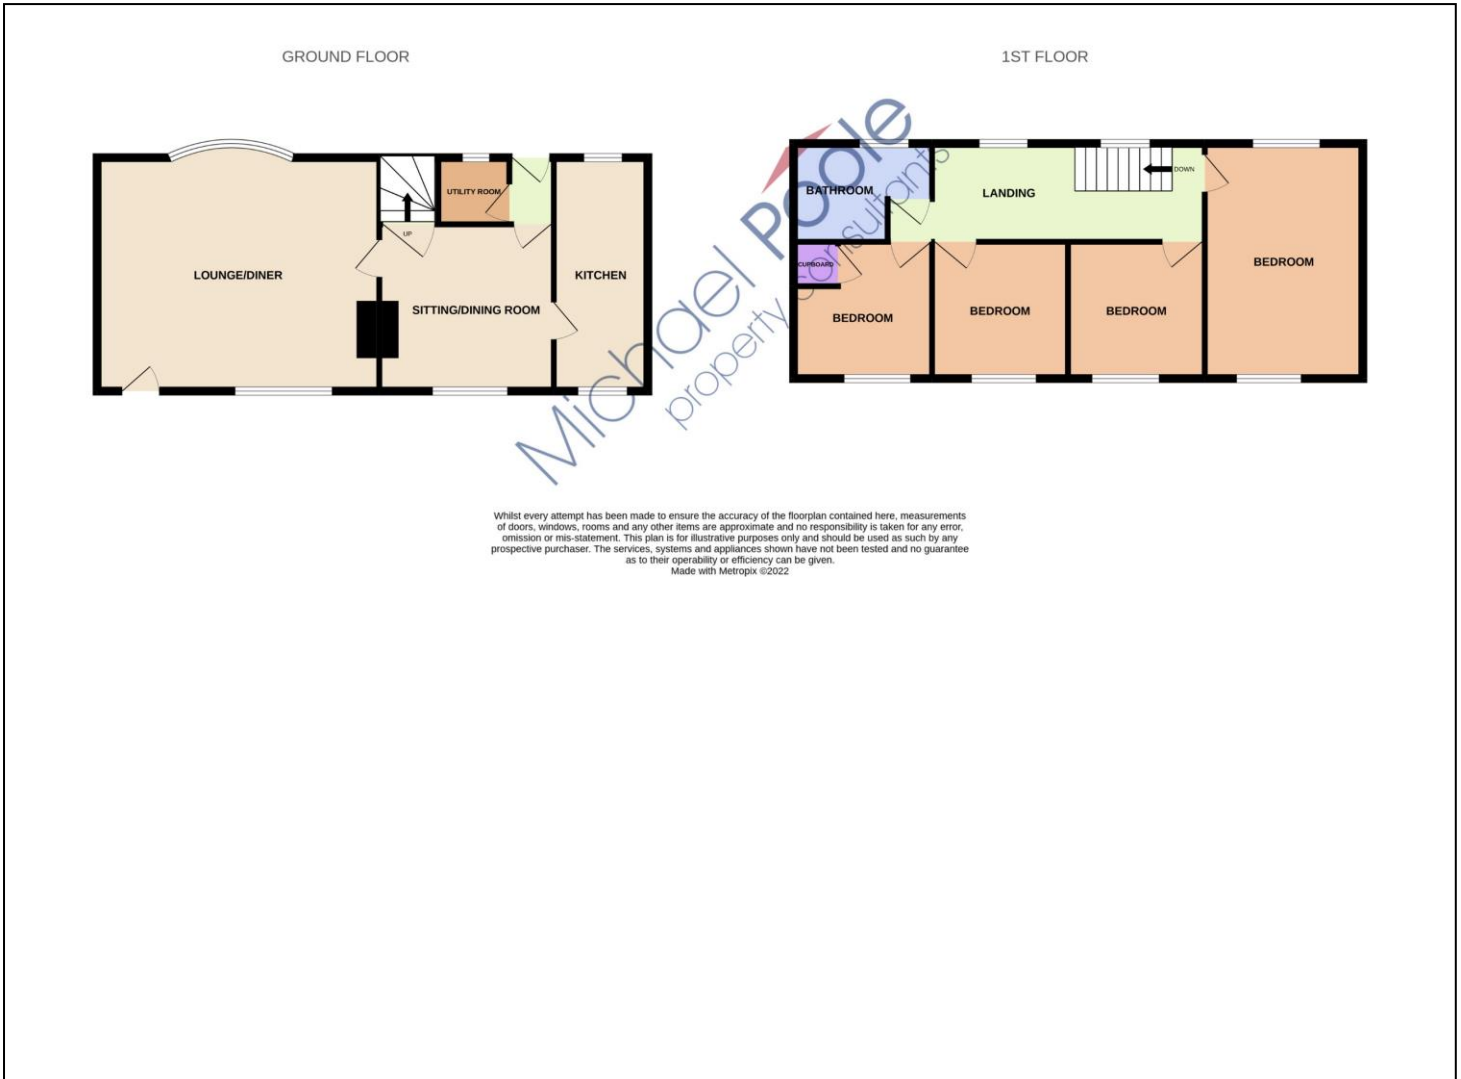 GROUND FLOOR
1ST FLOOR
UTILITY ROOM
UP
LOUNGE/DINER
SITTING/DINING ROOM
KITCHEN
BATHROOM
LANDING
DOWN
CUPBOARD
BEDROOM
BEDROOM
BEDROOM
BEDROOM
Michael Poole
property consultants
Whilst every attempt has been made to ensure the accuracy of the floorplan contained here, measurements
of doors, windows, rooms and any other items are approximate and no responsibility is taken for any error,
omission or mis-statement. This plan is for illustrative purposes only and should be used as such by any
prospective purchaser. The services, systems and appliances shown have not been tested and no guarantee
as to their operability or efficiency can be given.
Made with Metropix ©2022